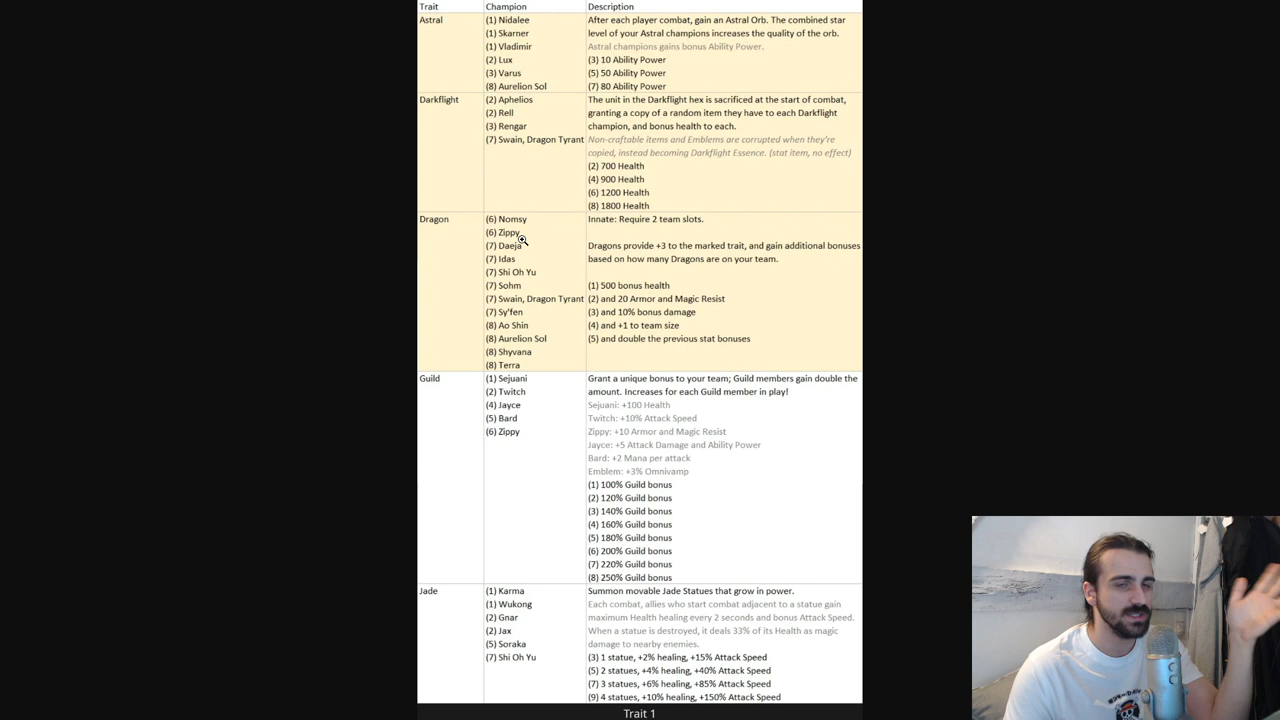 Trait Champion Description
Astral (1) Nidalee After each player combat, gain an Astral Orb. The combined star
(1) Skarner level of your Astral champions increases the quality of the orb.
(1) Vladimir Astral champions gains bonus Ability Power.
(2) Lux (3) 10 Ability Power
(3) Varus (5) 50 Ability Power
(8) Aurelion Sol (7) 80 Ability Power
Darkflight (2) Aphelios The unit in the Darkflight hex is sacrificed at the start of combat,
(2) Rell granting a copy of a random item they have to each Darkflight
(3) Rengar champion, and bonus health to each.
(7) Swain, Dragon Tyrant Non-craftable items and Emblems are corrupted when they're
copied, instead becoming Darkflight Essence. (stat item, no effect)
(2) 700 Health
(4) 900 Health
(6) 1200 Health
(8) 1800 Health
Dragon (6) Nomsy Innate: Require 2 team slots.
(6) Zippy
(7) Daeja Dragons provide +3 to the marked trait, and gain additional bonuses
(7) Idas based on how many Dragons are on your team.
(7) Shi Oh Yu
(7) Sohm (1) 500 bonus health
(7) Swain, Dragon Tyrant (2) and 20 Armor and Magic Resist
(7) Sy'fen (3) and 10% bonus damage
(8) Ao Shin (4) and +1 to team size
(8) Aurelion Sol (5) and double the previous stat bonuses
(8) Shyvana
(8) Terra
Guild (1) Sejuani Grant a unique bonus to your team; Guild members gain double the
(2) Twitch amount. Increases for each Guild member in play!
(4) Jayce Sejuani: +100 Health
(5) Bard Twitch: +10% Attack Speed
(6) Zippy Zippy: +10 Armor and Magic Resist
Jayce: +5 Attack Damage and Ability Power
Bard: +2 Mana per attack
Emblem: +3% Omnivamp
(1) 100% Guild bonus
(2) 120% Guild bonus
(3) 140% Guild bonus
(4) 160% Guild bonus
(5) 180% Guild bonus
(6) 200% Guild bonus
(7) 220% Guild bonus
(8) 250% Guild bonus
Jade (1) Karma Summon movable Jade Statues that grow in power.
(1) Wukong Each combat, allies who start combat adjacent to a statue gain
(2) Gnar maximum Health healing every 2 seconds and bonus Attack Speed.
(2) Jax When a statue is destroyed, it deals 33% of its Health as magic
(5) Soraka damage to nearby enemies.
(7) Shi Oh Yu (3) 1 statue, +2% healing, +15% Attack Speed
(5) 2 statues, +4% healing, +40% Attack Speed
(7) 3 statues, +6% healing, +85% Attack Speed
(9) 4 statues, +10% healing, +150% Attack Speed
Trait 1